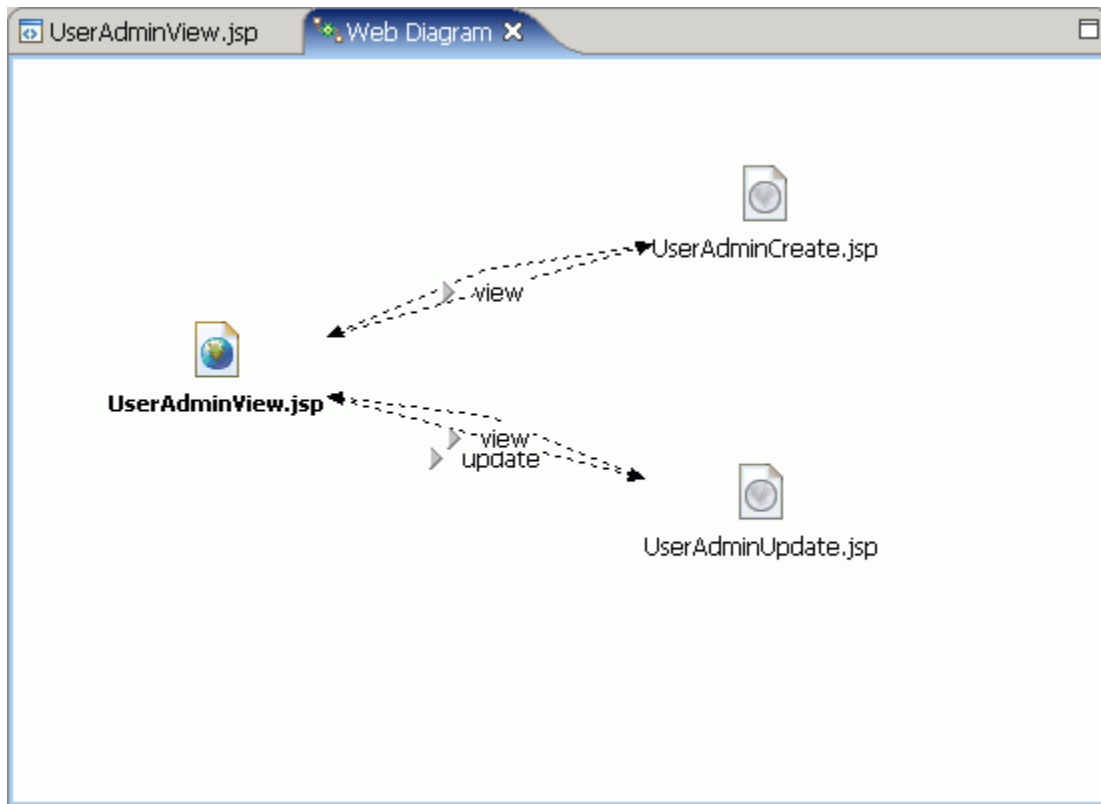 UserAdminView.jsp
Web Diagram
UserAdminCreate.jsp
view
UserAdminView.jsp
view
update
UserAdminUpdate.jsp